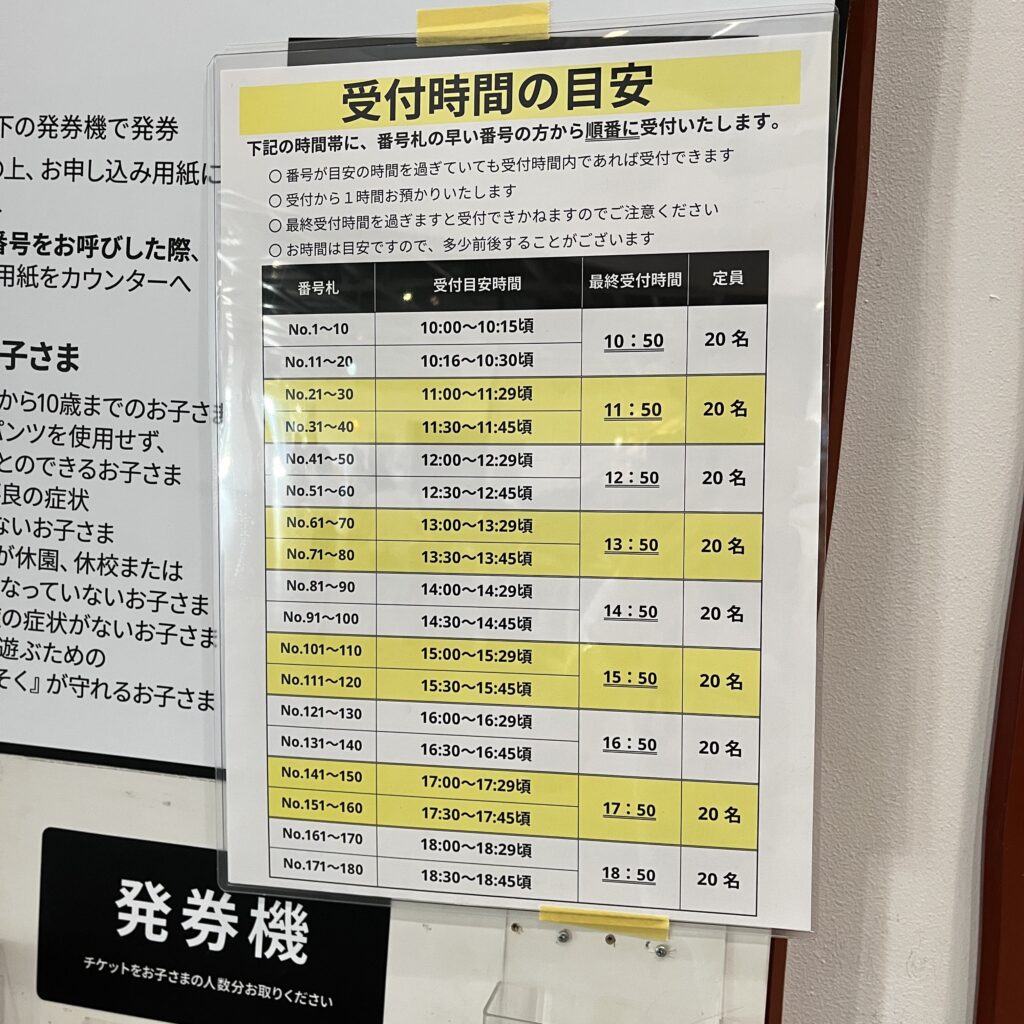 受付時間の目安
下記の時間帯に、番号札の早い番号の方から順番に受付いたします。
○ 番号が目安の時間を過ぎていても受付時間内であれば受付できます
○ 受付から１時間お預かりいたします
○ 最終受付時間を過ぎますと受付できかねますのでご注意ください
○ お時間は目安ですので、多少前後することがございます
番号札 受付目安時間 最終受付時間 定員
No.1〜10 10:00〜10:15頃 10：50 20 名
No.11〜20 10:16〜10:30頃
No.21〜30 11:00〜11:29頃 11：50 20 名
No.31〜40 11:30〜11:45頃
No.41〜50 12:00〜12:29頃 12：50 20 名
No.51〜60 12:30〜12:45頃
No.61〜70 13:00〜13:29頃 13：50 20 名
No.71〜80 13:30〜13:45頃
No.81〜90 14:00〜14:29頃 14：50 20 名
No.91〜100 14:30〜14:45頃
No.101〜110 15:00〜15:29頃 15：50 20 名
No.111〜120 15:30〜15:45頃
No.121〜130 16:00〜16:29頃 16：50 20 名
No.131〜140 16:30〜16:45頃
No.141〜150 17:00〜17:29頃 17：50 20 名
No.151〜160 17:30〜17:45頃
No.161〜170 18:00〜18:29頃 18：50 20 名
No.171〜180 18:30〜18:45頃
下の発券機で発券
の上、お申し込み用紙に
番号をお呼びした際、
用紙をカウンターへ
子さま
から10歳までのお子さま
パンツを使用せず、
とのできるお子さま
良の症状
ないお子さま
が休園、休校または
なっていないお子さま
の症状がないお子さま
遊ぶための
そく』が守れるお子さま
発券機
チケットをお子さまの人数分お取りください